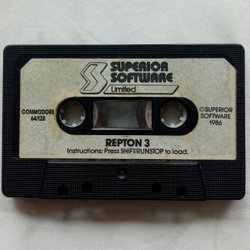 SUPERIOR
SOFTWARE
Limited
COMMODORE
64/128
©SUPERIOR
SOFTWARE
1986
REPTON 3
Instructions: Press SHIFT/RUNSTOP to load.